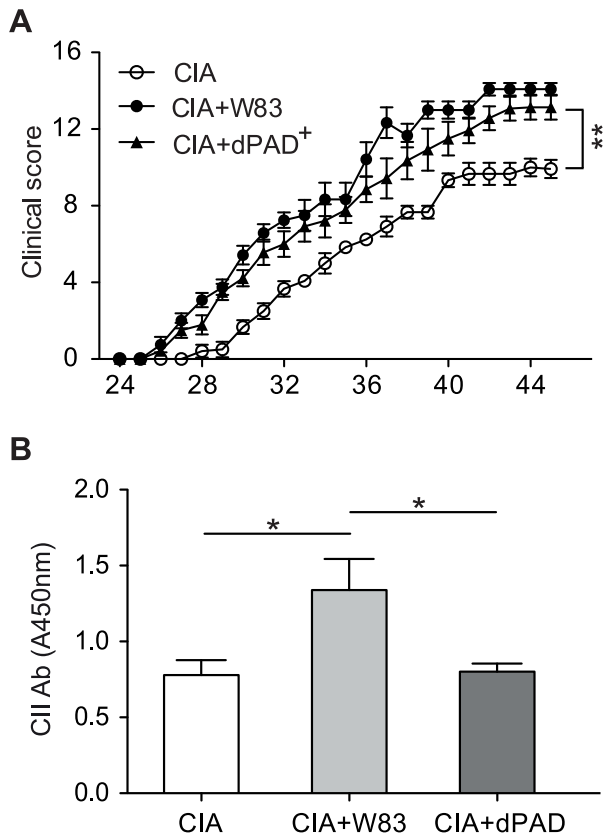 A
Clinical score
16
12
8
4
0
CIA
CIA+W83
CIA+dPAD+
**
24 28 32 36 40 44
B
CII Ab (A450nm)
2.0
1.5
1.0
0.5
0.0
*
*
CIA CIA+W83 CIA+dPAD